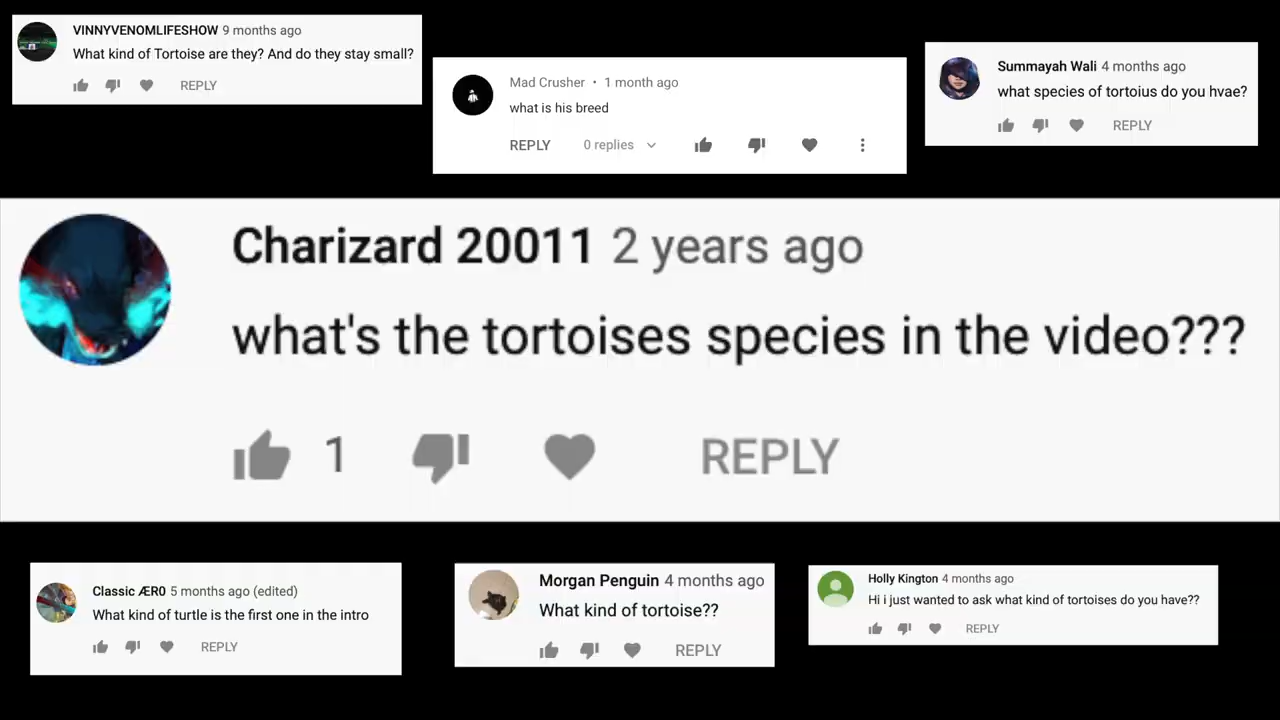 VINNYVENOMLIFESHOW 9 months ago
What kind of Tortoise are they? And do they stay small?
REPLY
Mad Crusher • 1 month ago
what is his breed
REPLY 0 replies
Summayah Wali 4 months ago
what species of tortoius do you hvae?
REPLY
Charizard 20011 2 years ago
what's the tortoises species in the video???
1 REPLY
Classic ÆR0 5 months ago (edited)
What kind of turtle is the first one in the intro
REPLY
Morgan Penguin 4 months ago
What kind of tortoise??
REPLY
Holly Kington 4 months ago
Hi i just wanted to ask what kind of tortoises do you have??
REPLY